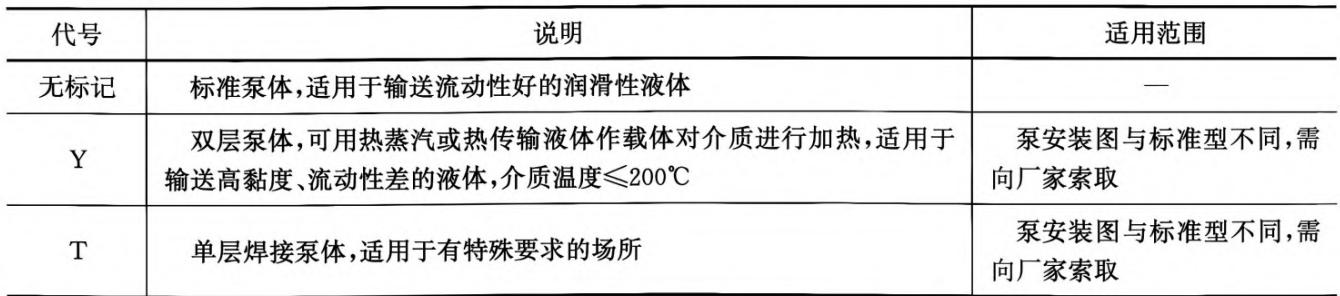 代号 说明 适用范围
无标记 标准泵体,适用于输送流动性好的润滑性液体 —
双层泵体,可用热蒸汽或热传输液体作载体对介质进行加热,适用于 泵安装图与标准型不同,需
Y
输送高黏度、流动性差的液体,介质温度≤200℃ 向厂家索取
泵安装图与标准型不同,需
T 单层焊接泵体,适用于有特殊要求的场所
向厂家索取